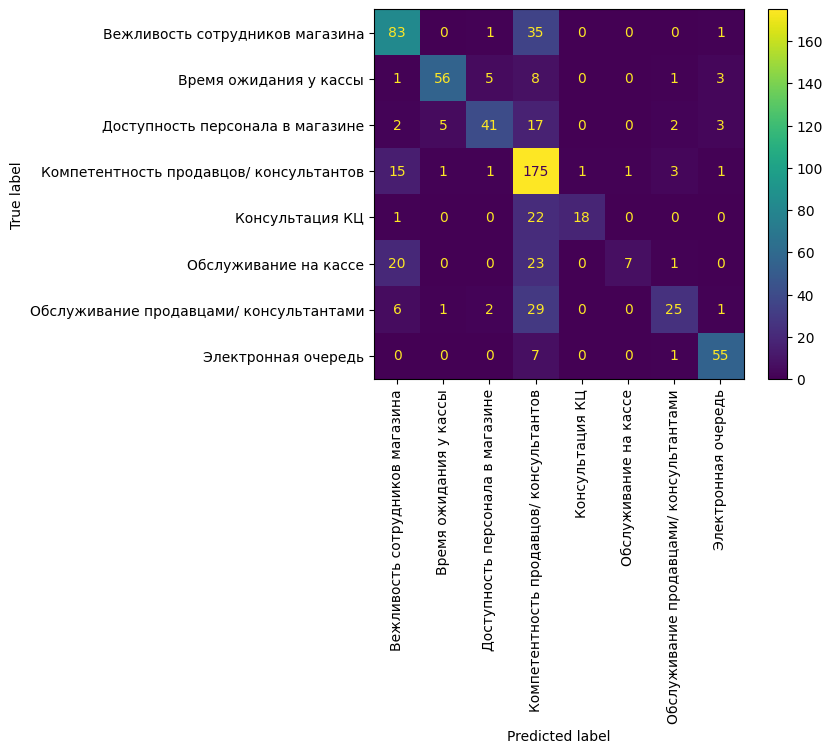 True label
Вежливость сотрудников магазина 83 0 1 35 0 0 0 1
Время ожидания у кассы 1 56 5 8 0 0 1 3
Доступность персонала в магазине 2 5 41 17 0 0 2 3
Компетентность продавцов/ консультантов 15 1 1 175 1 1 3 1
Консультация КЦ 1 0 0 22 18 0 0 0
Обслуживание на кассе 20 0 0 23 0 7 1 0
Обслуживание продавцами/ консультантами 6 1 2 29 0 0 25 1
Электронная очередь 0 0 0 7 0 0 1 55
Вежливость сотрудников магазина
Время ожидания у кассы
Доступность персонала в магазине
Компетентность продавцов/ консультантов
Консультация КЦ
Обслуживание на кассе
Обслуживание продавцами/ консультантами
Электронная очередь
Predicted label
160
140
120
100
80
60
40
20
0